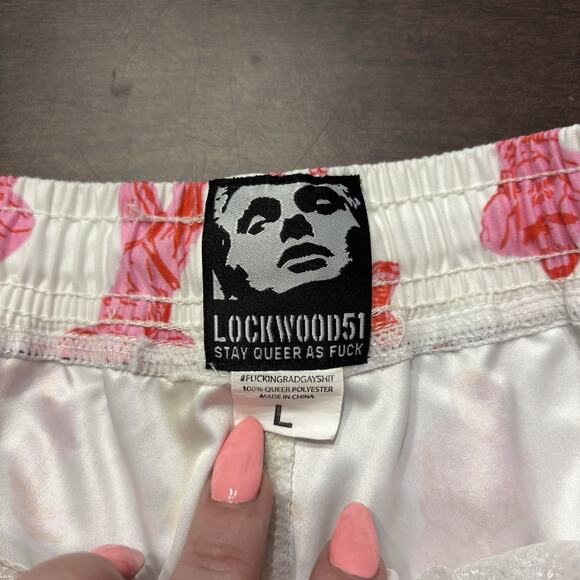 LOCKWOOD51
STAY QUEER AS FUCK
#FUCKINGRADGAYSHIT
100% QUEER POLYESTER
MADE IN CHINA
L